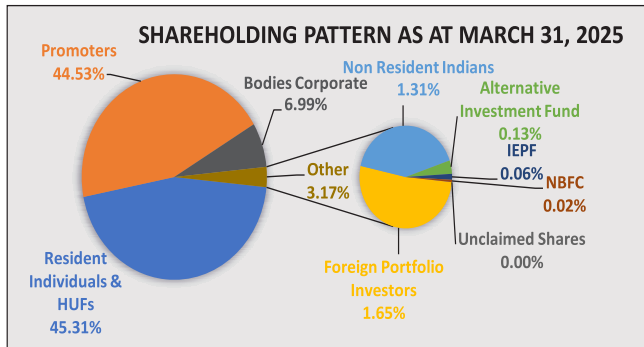 SHAREHOLDING PATTERN AS AT MARCH 31, 2025
Promoters
44.53%
Bodies Corporate
6.99%
Non Resident Indians
1.31%
Alternative
Investment Fund
0.13%
IEPF
0.06%
NBFC
0.02%
Other
3.17%
Unclaimed Shares
0.00%
Resident
Individuals &
HUFs
45.31%
Foreign Portfolio
Investors
1.65%